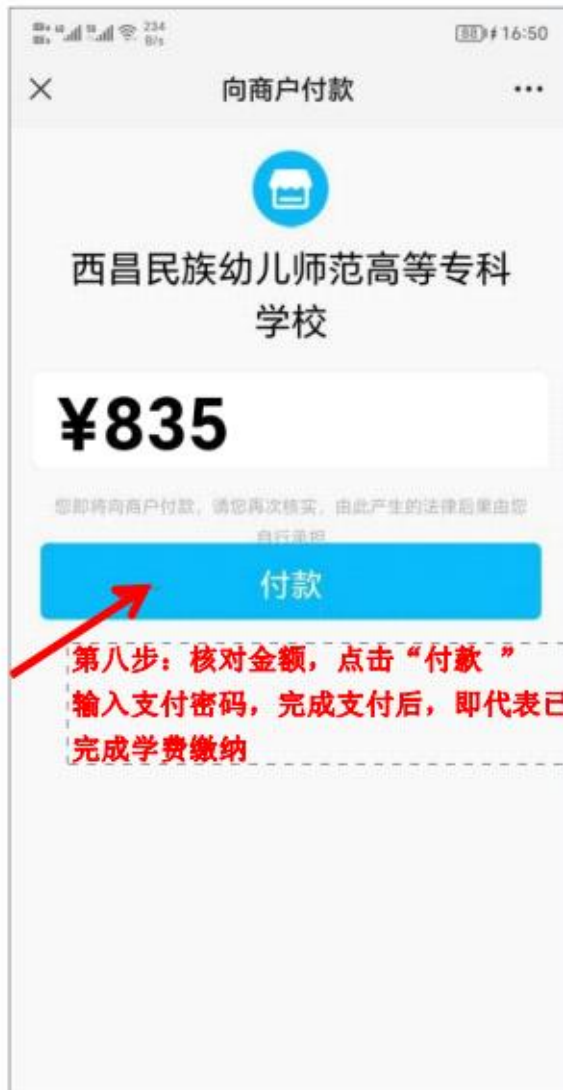 234
B/s
88
16:50
向商户付款
西昌民族幼儿师范高等专科
学校
¥835
您即将向商户付款，请您再次核实，由此产生的法律后果由您
自行承担
付款
第八步：核对金额，点击“付款 ”
输入支付密码，完成支付后，即代表已
完成学费缴纳